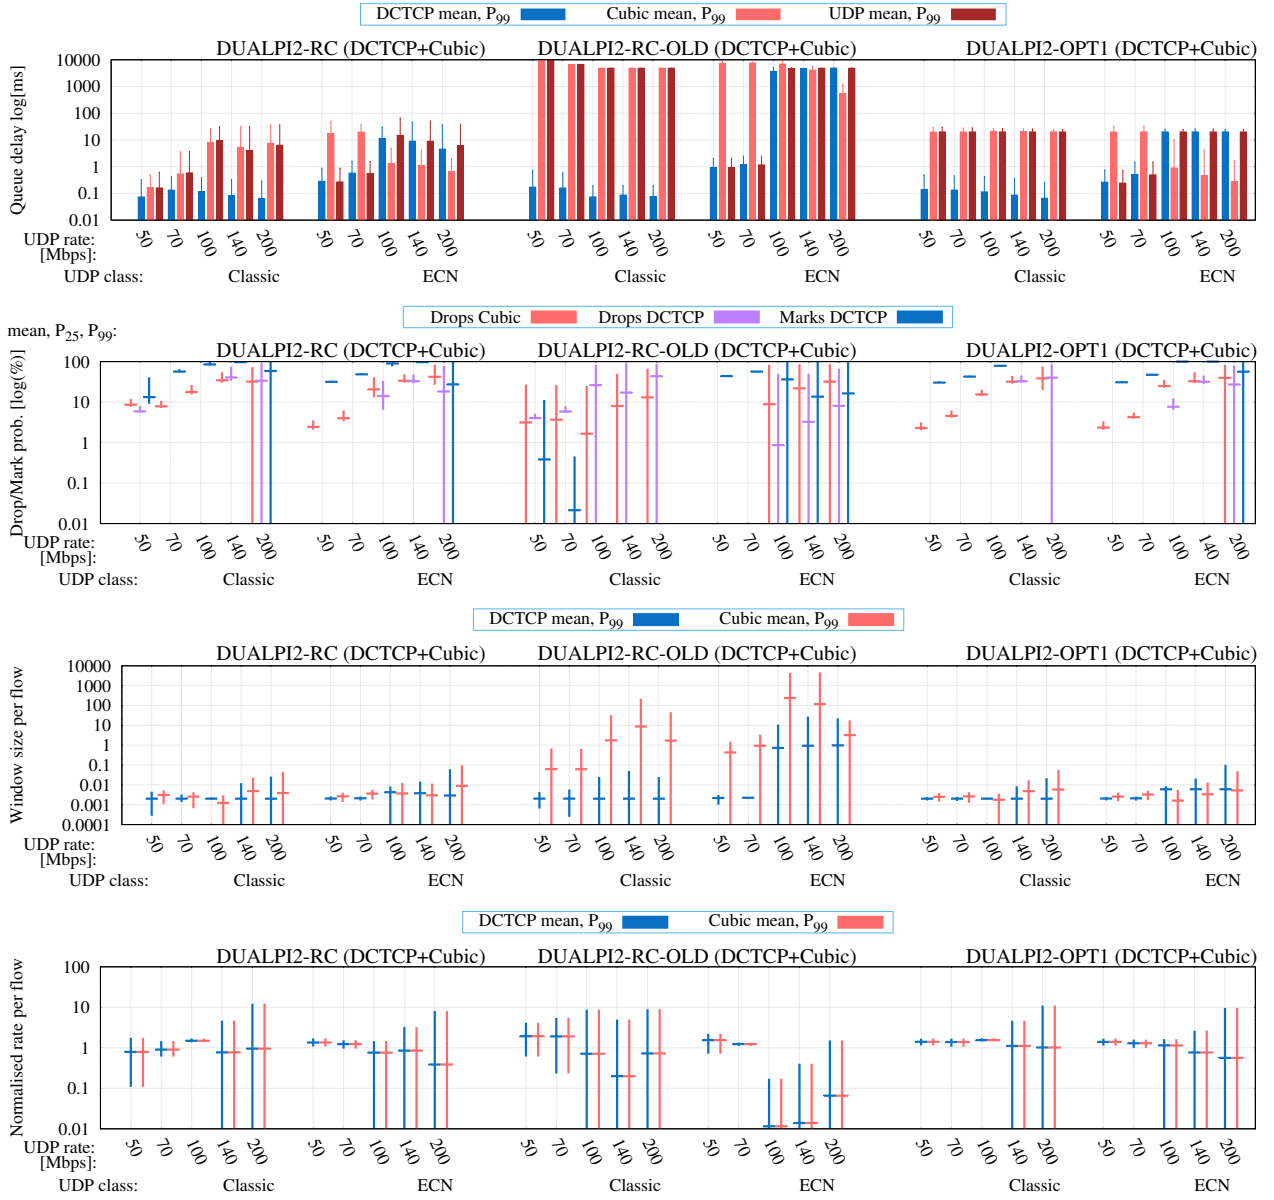 DCTCP mean, P99 Cubic mean, P99 UDP mean, P99
DUALPI2-RC (DCTCP+Cubic) DUALPI2-RC-OLD (DCTCP+Cubic) DUALPI2-OPT1 (DCTCP+Cubic)
Queue delay log[ms]
10000
1000
100
10
1
0.1
0.01
UDP rate:
[Mbps]:
50 70 100 140 200 50 70 100 140 200 50 70 100 140 200 50 70 100 140 200 50 70 100 140 200 50 70 100 140 200
UDP class: Classic ECN Classic ECN Classic ECN
Drops Cubic Drops DCTCP Marks DCTCP
mean, P25, P99:
DUALPI2-RC (DCTCP+Cubic) DUALPI2-RC-OLD (DCTCP+Cubic) DUALPI2-OPT1 (DCTCP+Cubic)
Drop/Mark prob. [log(%)]
100
10
1
0.1
0.01
UDP rate:
[Mbps]:
50 70 100 140 200 50 70 100 140 200 50 70 100 140 200 50 70 100 140 200 50 70 100 140 200 50 70 100 140 200
UDP class: Classic ECN Classic ECN Classic ECN
DCTCP mean, P99 Cubic mean, P99
DUALPI2-RC (DCTCP+Cubic) DUALPI2-RC-OLD (DCTCP+Cubic) DUALPI2-OPT1 (DCTCP+Cubic)
Window size per flow
10000
1000
100
10
1
0.1
0.01
0.001
0.0001
UDP rate:
[Mbps]:
50 70 100 140 200 50 70 100 140 200 50 70 100 140 200 50 70 100 140 200 50 70 100 140 200 50 70 100 140 200
UDP class: Classic ECN Classic ECN Classic ECN
DCTCP mean, P99 Cubic mean, P99
DUALPI2-RC (DCTCP+Cubic) DUALPI2-RC-OLD (DCTCP+Cubic) DUALPI2-OPT1 (DCTCP+Cubic)
Normalised rate per flow
100
10
1
0.1
0.01
UDP rate:
[Mbps]:
50 70 100 140 200 50 70 100 140 200 50 70 100 140 200 50 70 100 140 200 50 70 100 140 200 50 70 100 140 200
UDP class: Classic ECN Classic ECN Classic ECN